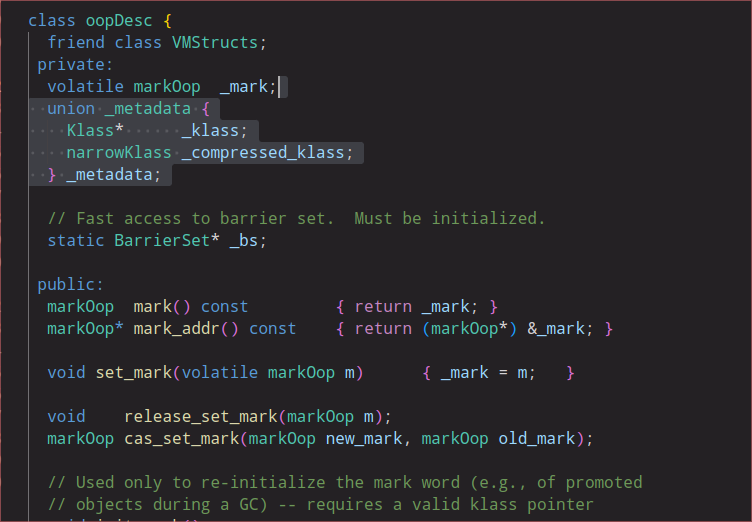 class oopDesc {
friend class VMStructs;
private:
volatile markOop _mark;
union _metadata {
Klass* _klass;
narrowKlass _compressed_klass;
} _metadata;
// Fast access to barrier set. Must be initialized.
static BarrierSet* _bs;
public:
markOop mark() const { return _mark; }
markOop* mark_addr() const { return (markOop*) &_mark; }
void set_mark(volatile markOop m) { _mark = m; }
void release_set_mark(markOop m);
markOop cas_set_mark(markOop new_mark, markOop old_mark);
// Used only to re-initialize the mark word (e.g., of promoted
// objects during a GC) -- requires a valid klass pointer